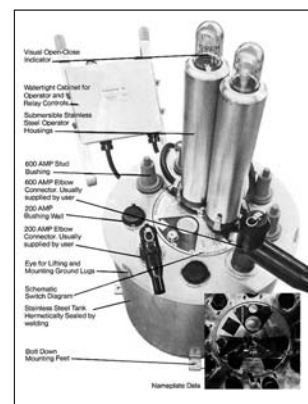 Visual Open-Close
Indicator
Watertight Cabinet for
Operator and
Relay Controls
Submersible Stainless
Steel Operator
Housings
600 AMP Stud
Bushing
600 AMP Elbow
Connector. Usually
supplied by user
200 AMP
Bushing Well
200 AMP Elbow
Connector. Usually
supplied by user
Eye for Lifting and
Mounting Ground Lugs
Schematic
Switch Diagram
Stainless Steel Tank
Hermetically Sealed by
welding
Bolt Down
Mounting Feet
Nameplate Data